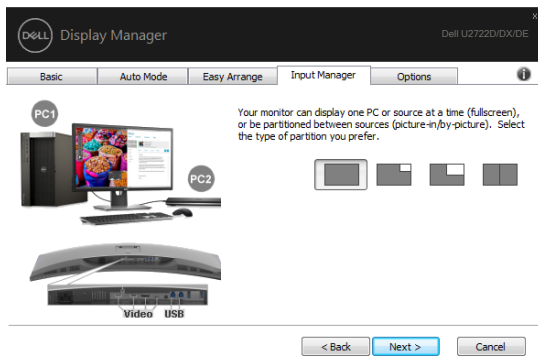 DELL Display Manager
Dell U2722D/DX/DE
Basic Auto Mode Easy Arrange Input Manager Options
PC1
PC2
Video USB
Your monitor can display one PC or source at a time (fullscreen),
or be partitioned between sources (picture-in/by-picture). Select
the type of partition you prefer.
< Back Next > Cancel